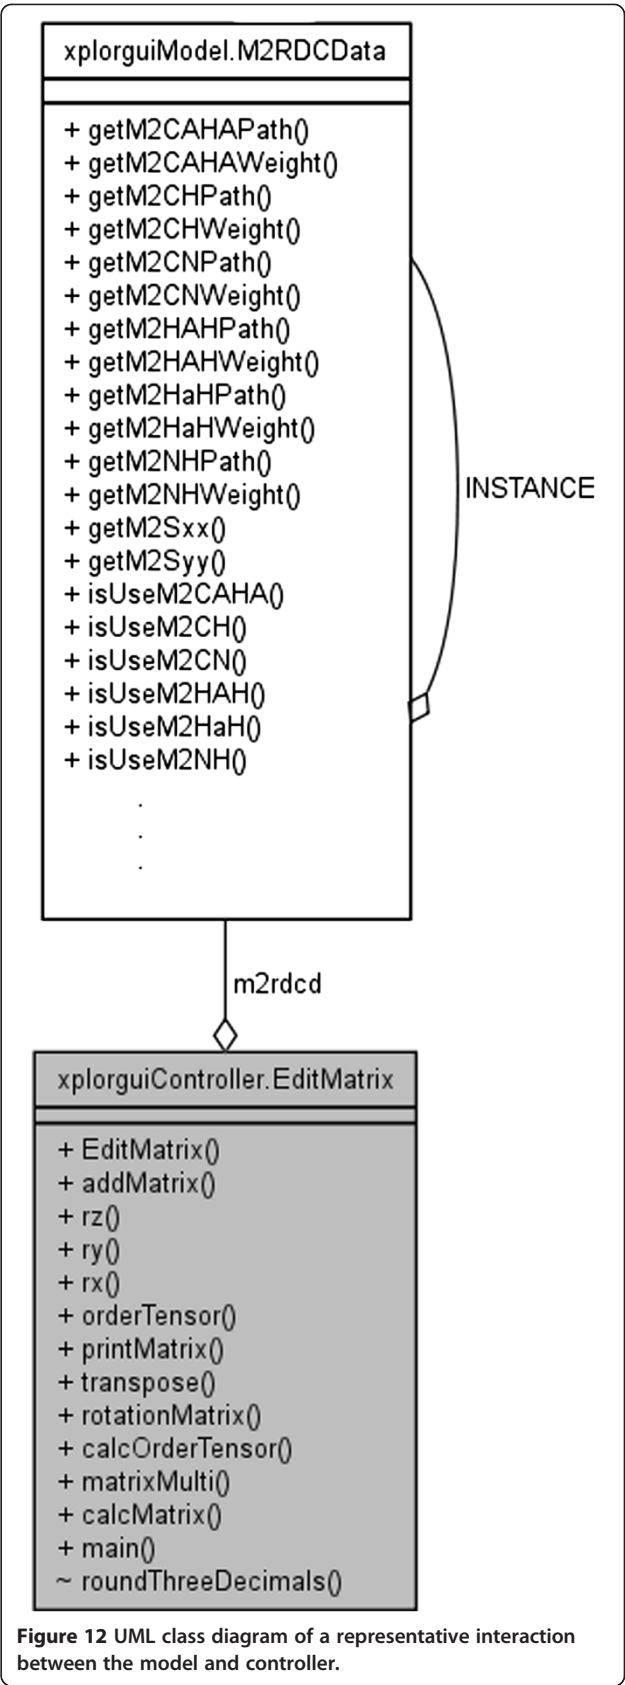 xplorguiModel.M2RDCData
+ getM2CAHAPath()
+ getM2CAHAWeight()
+ getM2CHPath()
+ getM2CHWeight()
+ getM2CNPath()
+ getM2CNWeight()
+ getM2HAHPath()
+ getM2HAHWeight()
+ getM2HaHPath()
+ getM2HaHWeight()
+ getM2NHPath()
+ getM2NHWeight()
+ getM2Sxx()
+ getM2Syy()
+ isUseM2CAHA()
+ isUseM2CH()
+ isUseM2CN()
+ isUseM2HAH()
+ isUseM2HaH()
+ isUseM2NH()
.
.
.
INSTANCE
m2rdcd
xplorguiController.EditMatrix
+ EditMatrix()
+ addMatrix()
+ rz()
+ ry()
+ rx()
+ orderTensor()
+ printMatrix()
+ transpose()
+ rotationMatrix()
+ calcOrderTensor()
+ matrixMulti()
+ calcMatrix()
+ main()
~ roundThreeDecimals()
Figure 12 UML class diagram of a representative interaction
between the model and controller.